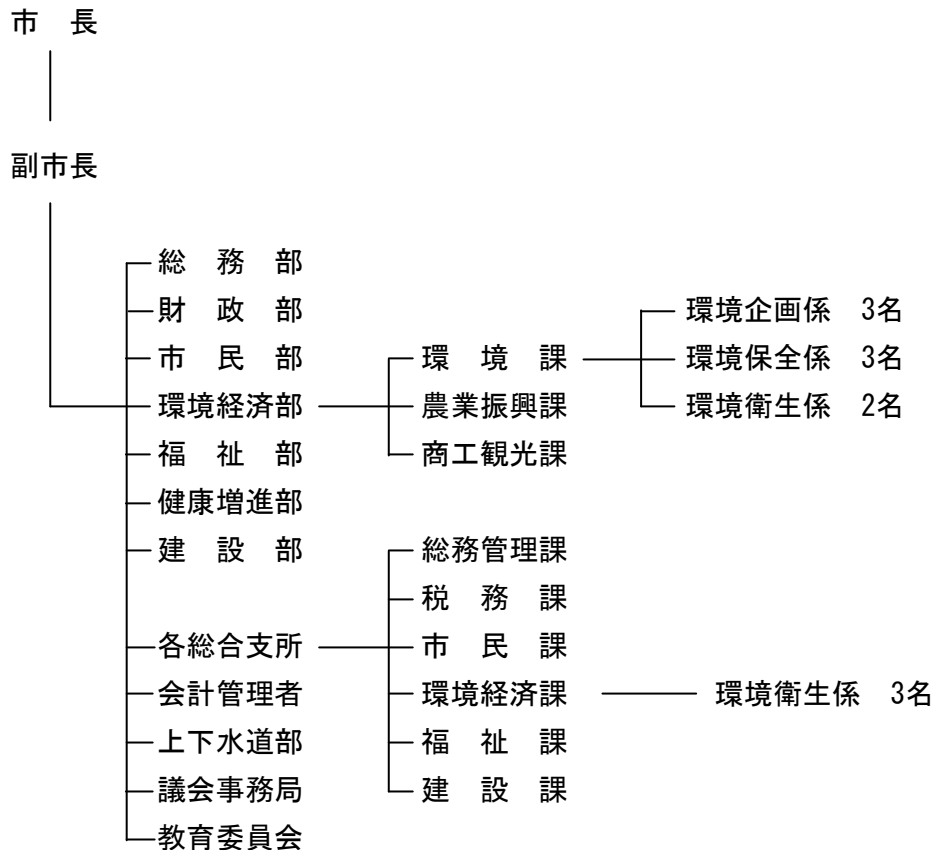 市　長
副市長
総　務　部
財　政　部　環境企画係　3名
市　民　部　環　境　課　環境保全係　3名
環境経済部　農業振興課　環境衛生係　2名
福　祉　部　商工観光課
健康増進部
建　設　部　総務管理課
税　務　課
各総合支所　市　民　課
会計管理者　環境経済課　環境衛生係　3名
上下水道部　福　祉　課
議会事務局　建　設　課
教育委員会